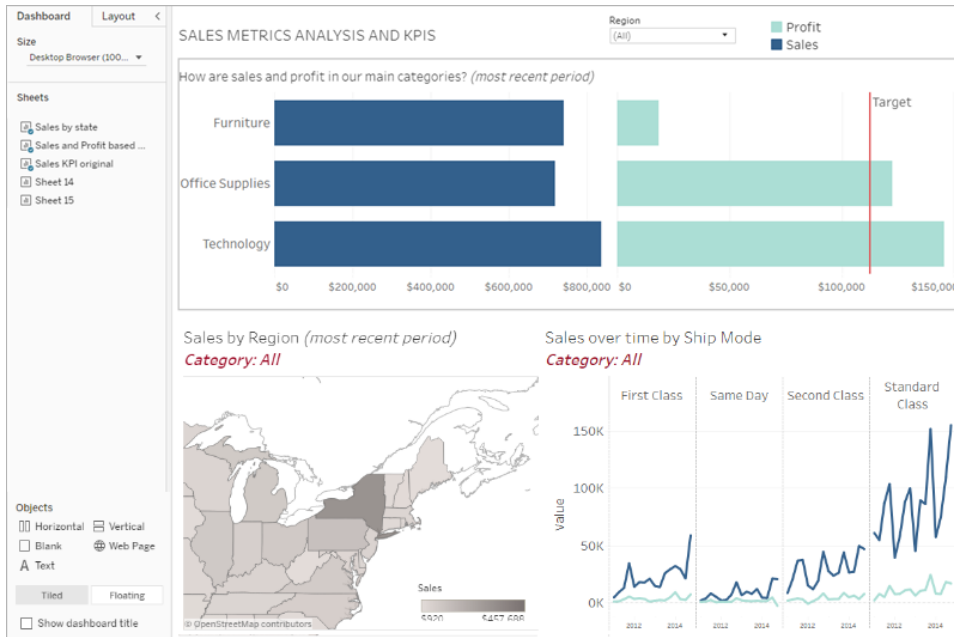 Dashboard Layout <
Size
Desktop Browser (100...
Sheets
Sales by state
Sales and Profit based ...
Sales KPI original
Sheet 14
Sheet 15
Objects
Horizontal Vertical
Blank Web Page
A Text
Tiled Floating
Show dashboard title
SALES METRICS ANALYSIS AND KPIS
Region
(All)
Profit
Sales
How are sales and profit in our main categories? (most recent period)
Target
Furniture
Office Supplies
Technology
$0 $200,000 $400,000 $600,000 $800,000 $0 $50,000 $100,000 $150,000
Sales by Region (most recent period)
Category: All
Sales
$920 $457,688
© OpenStreetMap contributors
Sales over time by Ship Mode
Category: All
First Class Same Day Second Class Standard Class
Value
150K
100K
50K
0K
2012 2014 2012 2014 2012 2014 2012 2014